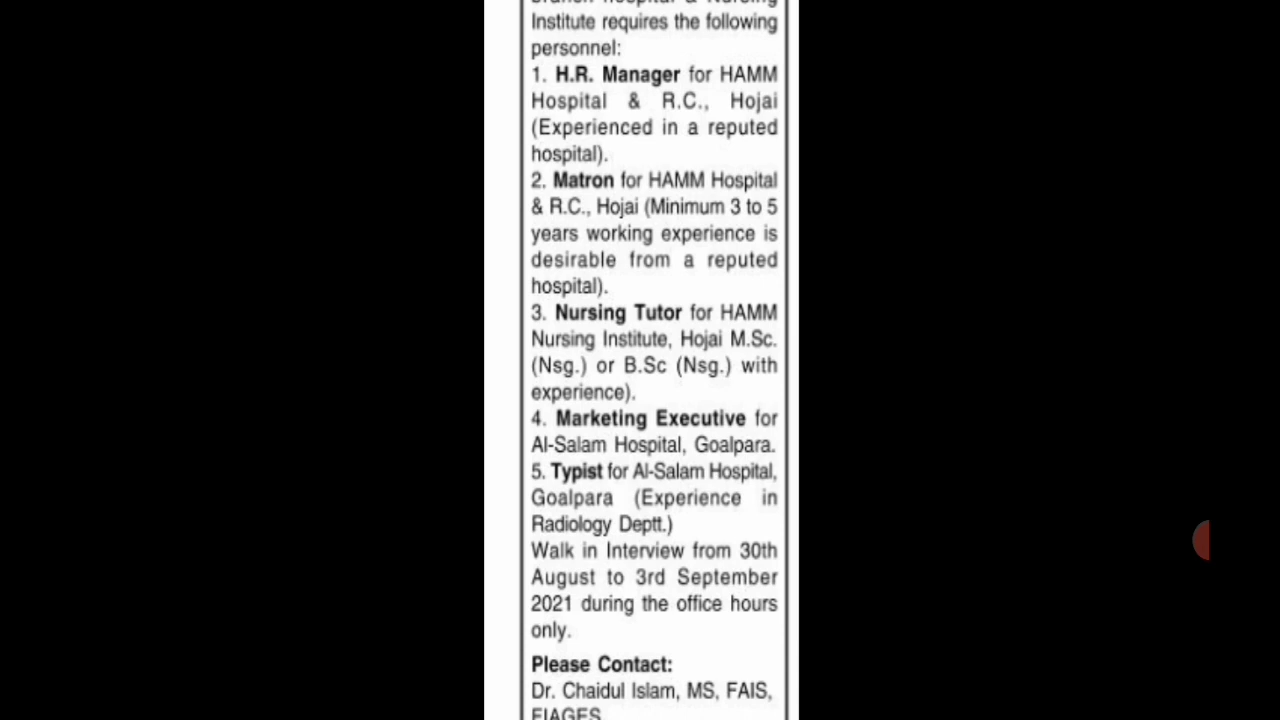 branch hospital & Nursing
Institute requires the following
personnel:
1. H.R. Manager for HAMM
Hospital & R.C., Hojai
(Experienced in a reputed
hospital).
2. Matron for HAMM Hospital
& R.C., Hojai (Minimum 3 to 5
years working experience is
desirable from a reputed
hospital).
3. Nursing Tutor for HAMM
Nursing Institute, Hojai M.Sc.
(Nsg.) or B.Sc (Nsg.) with
experience).
4. Marketing Executive for
Al-Salam Hospital, Goalpara.
5. Typist for Al-Salam Hospital,
Goalpara (Experience in
Radiology Deptt.)
Walk in Interview from 30th
August to 3rd September
2021 during the office hours
only.
Please Contact:
Dr. Chaidul Islam, MS, FAIS,
FIAGES